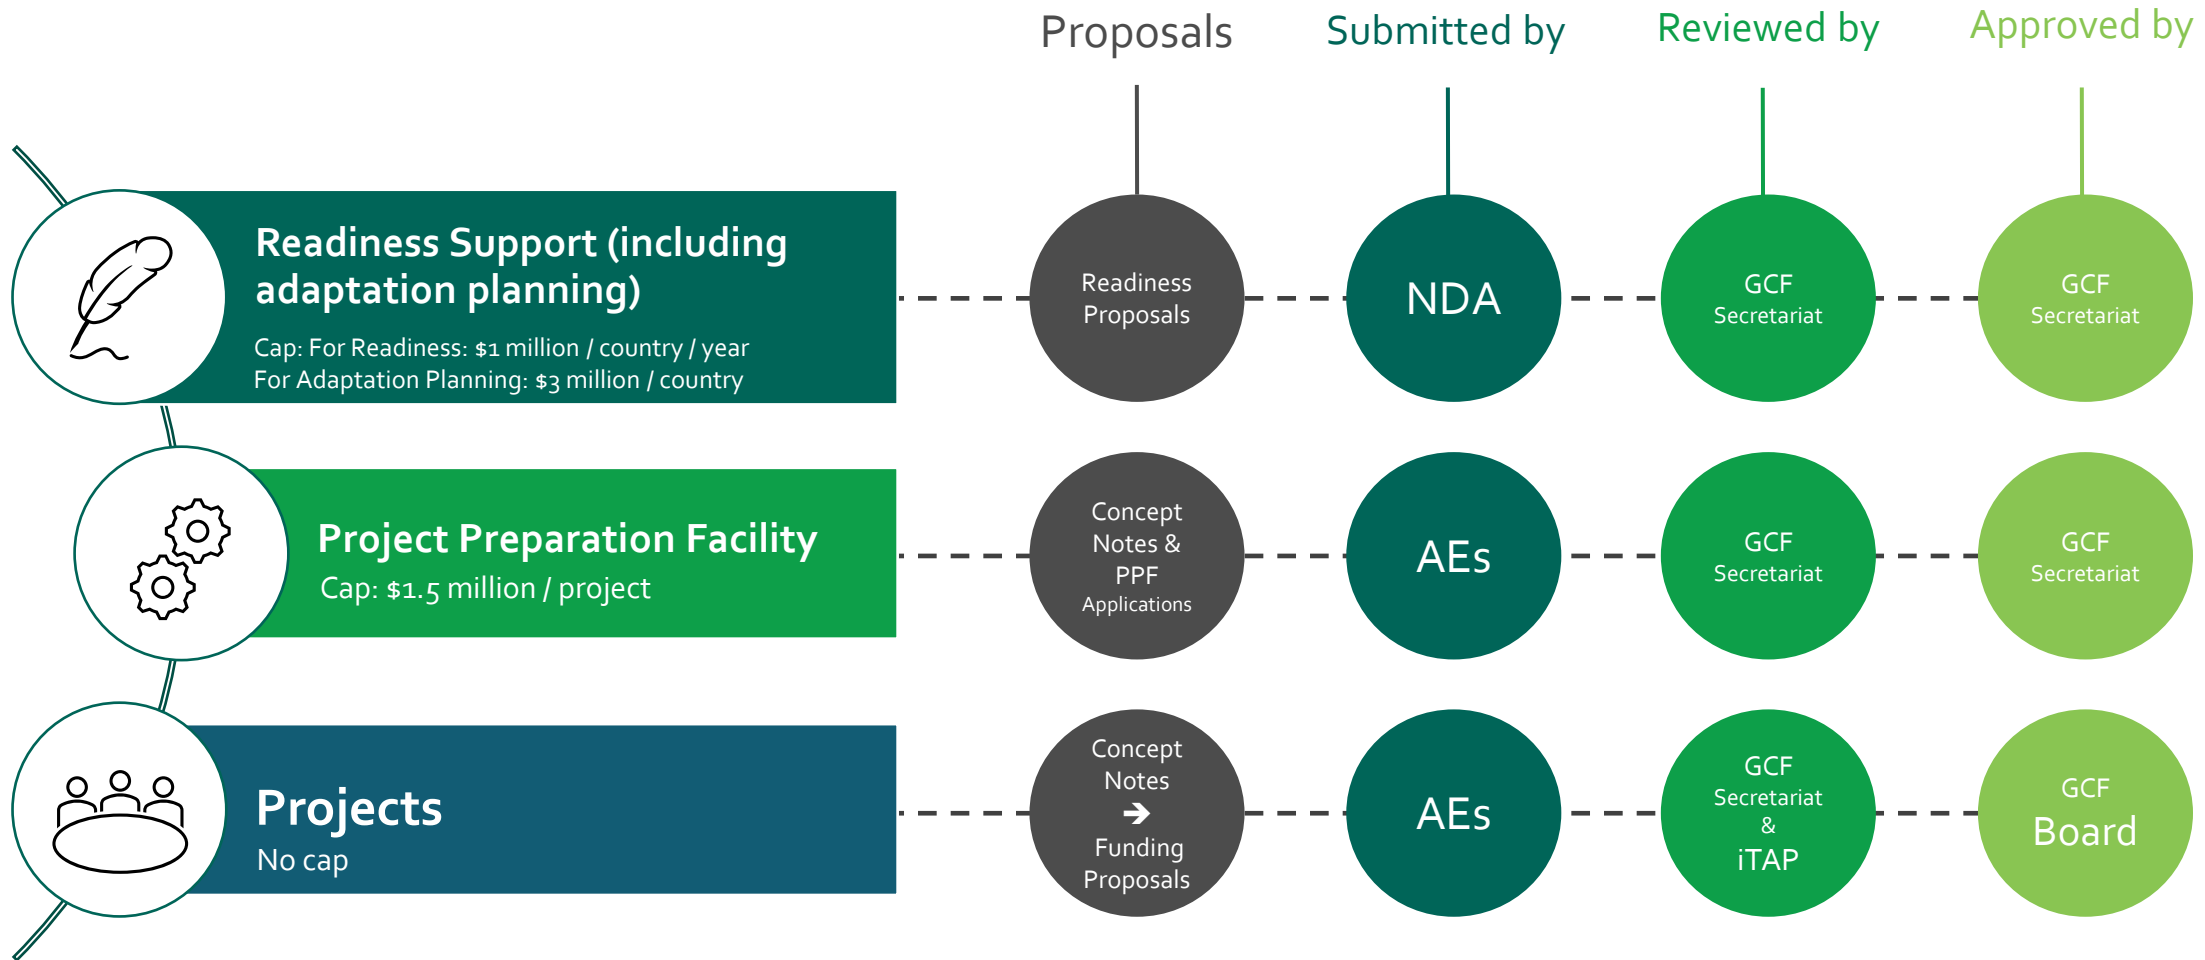 Proposals
Submitted by
Reviewed by
Approved by
Readiness Support (including
adaptation planning)
Cap: For Readiness: $1 million / country / year
For Adaptation Planning: $3 million / country
Readiness
Proposals
NDA
GCF
Secretariat
GCF
Secretariat
Project Preparation Facility
Cap: $1.5 million / project
Concept
Notes &
PPF
Applications
AEs
GCF
Secretariat
GCF
Secretariat
Projects
No cap
Concept
Notes
➔
Funding
Proposals
AEs
GCF
Secretariat
&
iTAP
GCF
Board